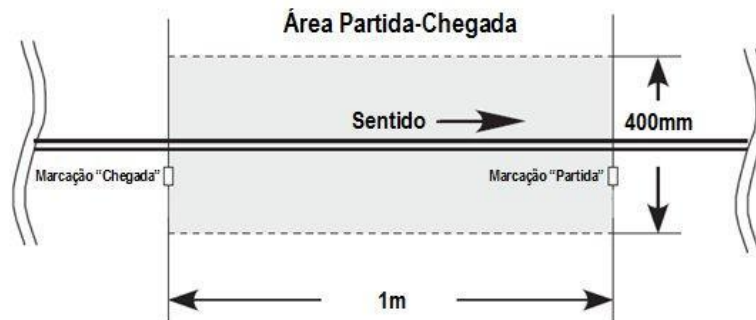 Área Partida-Chegada
Sentido
400mm
Marcação “Chegada”
Marcação “Partida”
1m